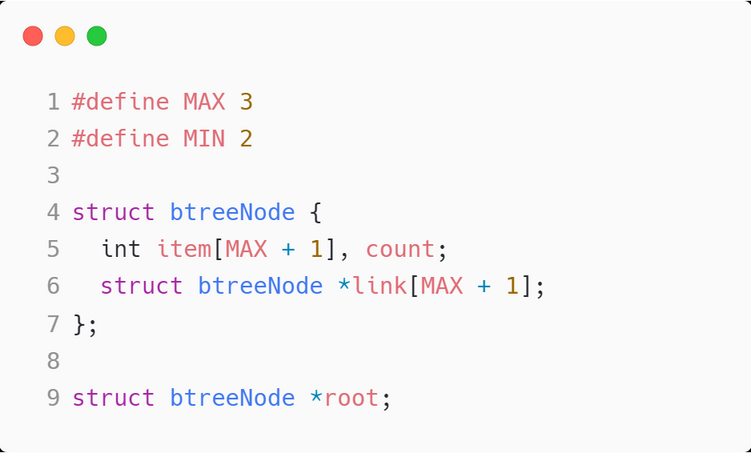 1 #define MAX 3
2 #define MIN 2
3
4 struct btreeNode {
5   int item[MAX + 1], count;
6   struct btreeNode *link[MAX + 1];
7 };
8
9 struct btreeNode *root;